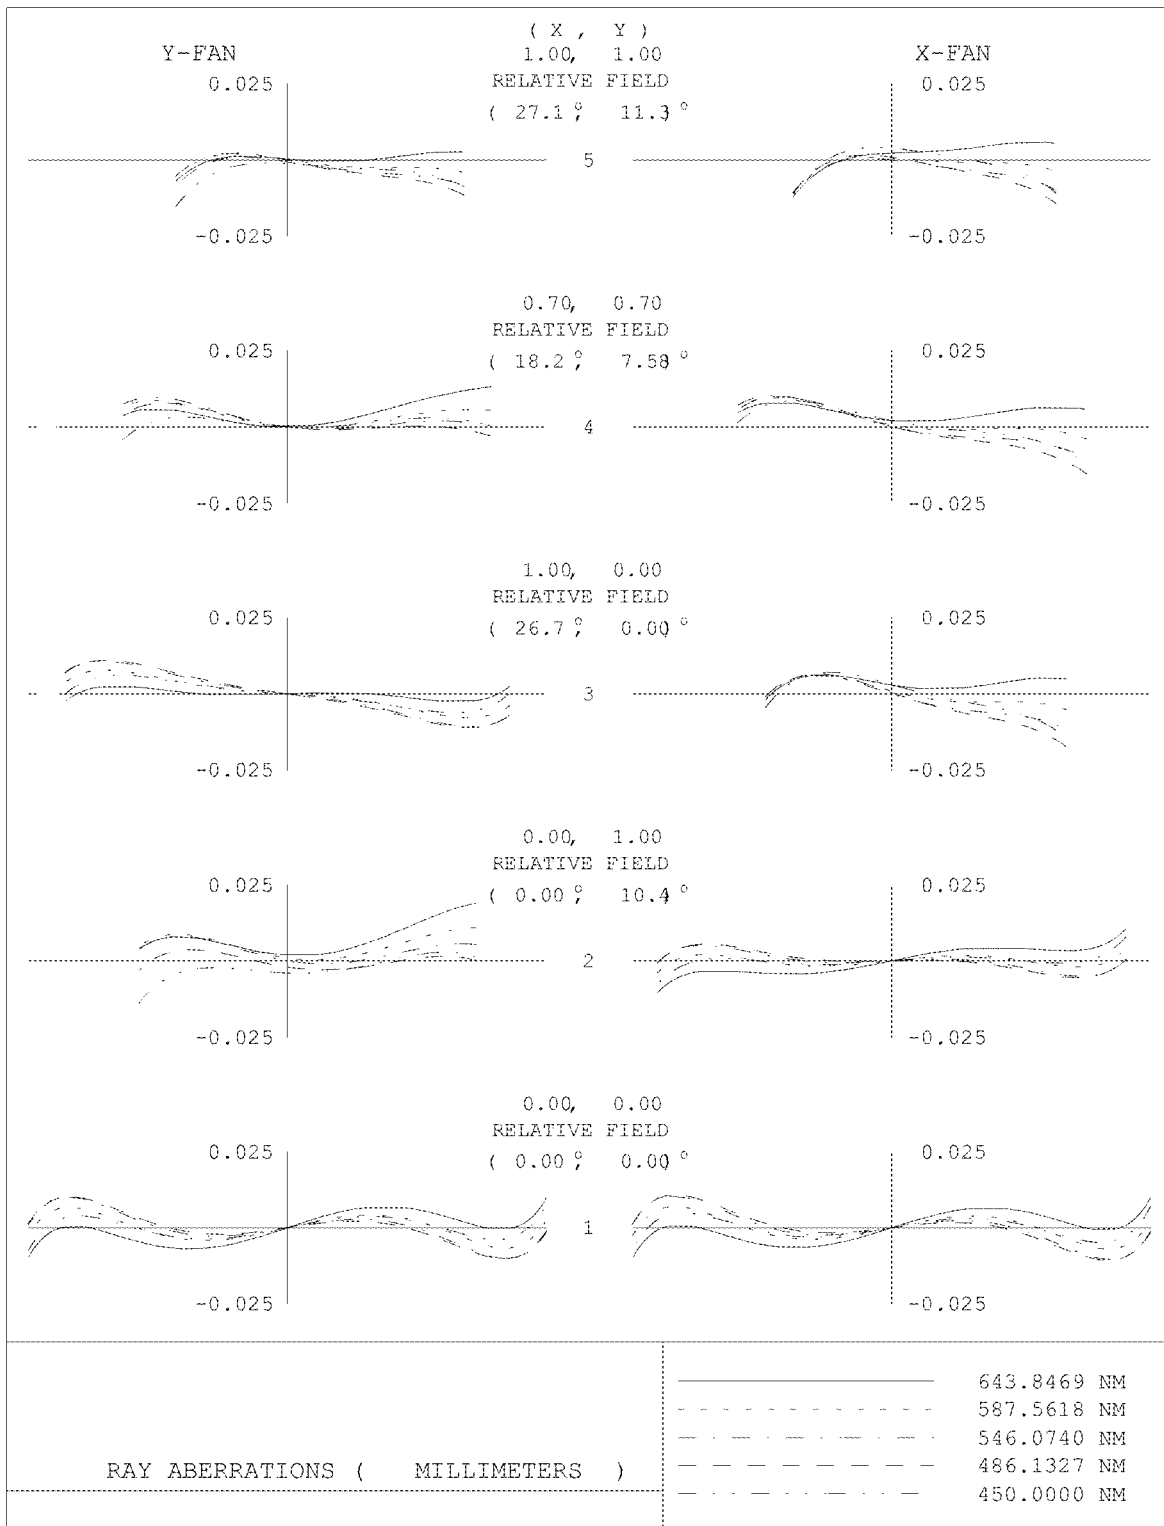 ( X , Y )
Y-FAN 1.00, 1.00 X-FAN
0.025 RELATIVE FIELD 0.025
( 27.1 °, 11.3 ) °
5
-0.025 -0.025
0.70, 0.70
RELATIVE FIELD
0.025 ( 18.2 °, 7.58 ) ° 0.025
4
-0.025 -0.025
1.00, 0.00
RELATIVE FIELD
0.025 ( 26.7 °, 0.00 ) ° 0.025
3
-0.025 -0.025
0.00, 1.00
RELATIVE FIELD
0.025 ( 0.00 °, 10.4 ) ° 0.025
2
-0.025 -0.025
0.00, 0.00
RELATIVE FIELD
0.025 ( 0.00 °, 0.00 ) ° 0.025
1
-0.025 -0.025
643.8469 NM
587.5618 NM
546.0740 NM
486.1327 NM
450.0000 NM
RAY ABERRATIONS ( MILLIMETERS )